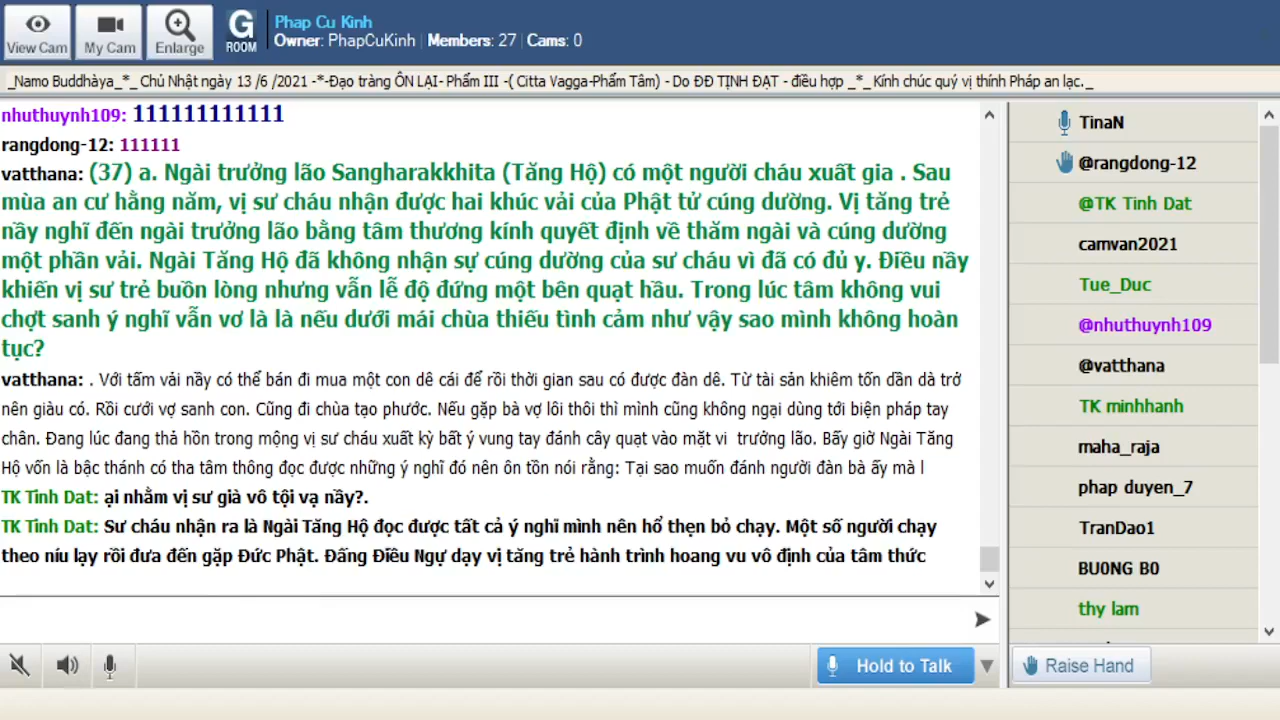 View Cam
My Cam
Enlarge
G
ROOM
Phap Cu Kinh
Owner: PhapCuKinh | Members: 27 | Cams: 0
_Namo Buddhàya_*_ Chủ Nhật ngày 13 /6 /2021 -*-Đạo tràng ÔN LẠI- Phẩm III -( Citta Vagga-Phẩm Tâm) - Do ĐĐ TỊNH ĐẠT - điều hợp _*_Kính chúc quý vị thính Pháp an lạc._
nhuthuynh109: 1111111111111
rangdong-12: 111111
vatthana: (37) a. Ngài trưởng lão Sangharakkhita (Tăng Hộ) có một người cháu xuất gia . Sau
mùa an cư hằng năm, vị sư cháu nhận được hai khúc vải của Phật tử cúng dường. Vị tăng trẻ
nầy nghĩ đến ngài trưởng lão bằng tâm thương kính quyết định về thăm ngài và cúng dường
một phần vải. Ngài Tăng Hộ đã không nhận sự cúng dường của sư cháu vì đã có đủ y. Điều nầy
khiến vị sư trẻ buồn lòng nhưng vẫn lễ độ đứng một bên quạt hầu. Trong lúc tâm không vui
chợt sanh ý nghĩ vẩn vơ là là nếu dưới mái chùa thiếu tình cảm như vậy sao mình không hoàn
tục?
vatthana: . Với tấm vải nầy có thể bán đi mua một con dê cái để rồi thời gian sau có được đàn dê. Từ tài sản khiêm tốn dần dà trở
nên giàu có. Rồi cưới vợ sanh con. Cũng đi chùa tạo phước. Nếu gặp bà vợ lôi thôi thì mình cũng không ngại dùng tới biện pháp tay
chân. Đang lúc đang thả hồn trong mộng vị sư cháu xuất kỳ bất ý vung tay đánh cây quạt vào mặt vi trưởng lão. Bấy giờ Ngài Tăng
Hộ vốn là bậc thánh có tha tâm thông đọc được những ý nghĩ đó nên ôn tồn nói rằng: Tại sao muốn đánh người đàn bà ấy mà l
TK Tinh Dat: ại nhằm vị sư già vô tội vạ nầy?.
TK Tinh Dat: Sư cháu nhận ra là Ngài Tăng Hộ đọc được tất cả ý nghĩ mình nên hổ thẹn bỏ chạy. Một số người chạy
theo níu lạy rồi đưa đến gặp Đức Phật. Đấng Điều Ngự dạy vị tăng trẻ hành trình hoang vu vô định của tâm thức
TinaN
@rangdong-12
@TK Tinh Dat
camvan2021
Tue_Duc
@nhuthuynh109
@vatthana
TK minhhanh
maha_raja
phap duyen_7
TranDao1
BU0NG B0
thy lam
Hold to Talk
Raise Hand